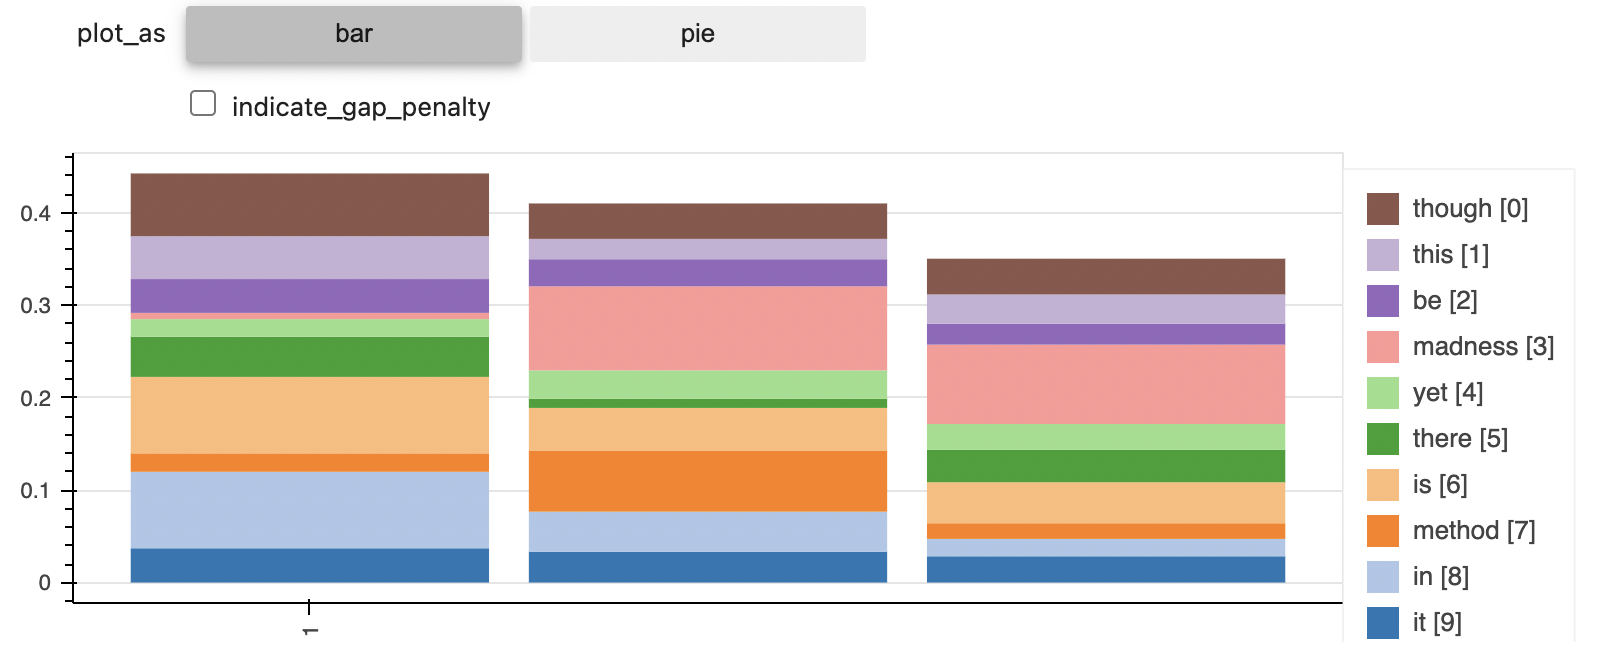 plot_as bar pie
indicate_gap_penalty
0.4
0.3
0.2
0.1
0
1
though [0]
this [1]
be [2]
madness [3]
yet [4]
there [5]
is [6]
method [7]
in [8]
it [9]